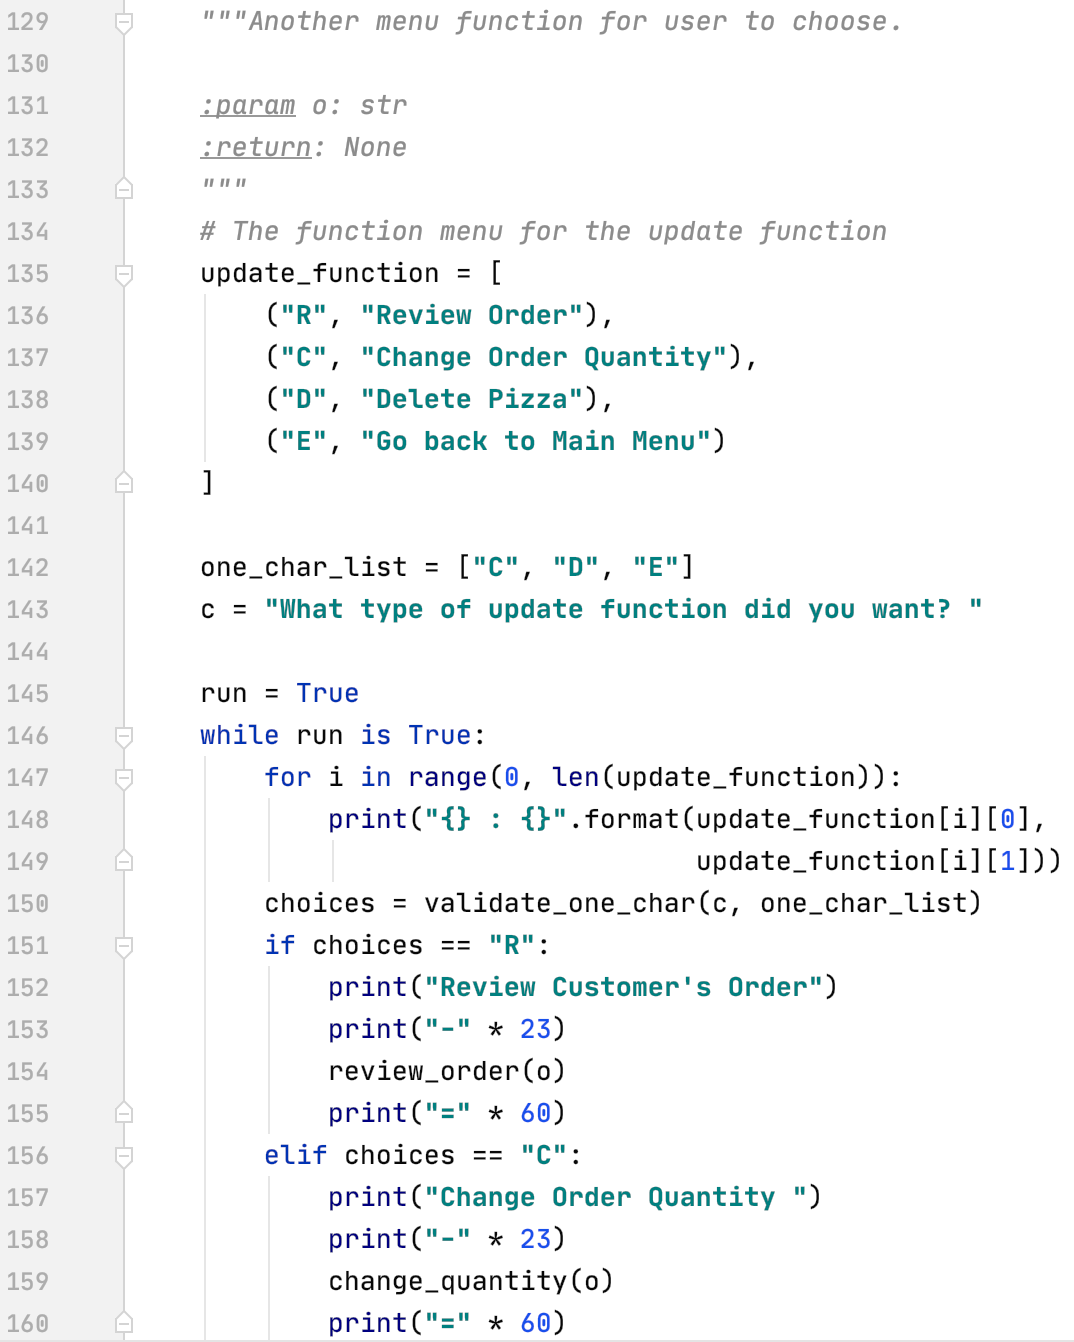 129 """Another menu function for user to choose.
130
131 :param o: str
132 :return: None
133 """
134 # The function menu for the update function
135 update_function = [
136     ("R", "Review Order"),
137     ("C", "Change Order Quantity"),
138     ("D", "Delete Pizza"),
139     ("E", "Go back to Main Menu")
140 ]
141
142 one_char_list = ["C", "D", "E"]
143 c = "What type of update function did you want? "
144
145 run = True
146 while run is True:
147     for i in range(0, len(update_function)):
148         print("{} : {}".format(update_function[i][0],
149                                update_function[i][1]))
150     choices = validate_one_char(c, one_char_list)
151     if choices == "R":
152         print("Review Customer's Order")
153         print("-" * 23)
154         review_order(o)
155         print("=" * 60)
156     elif choices == "C":
157         print("Change Order Quantity ")
158         print("-" * 23)
159         change_quantity(o)
160         print("=" * 60)